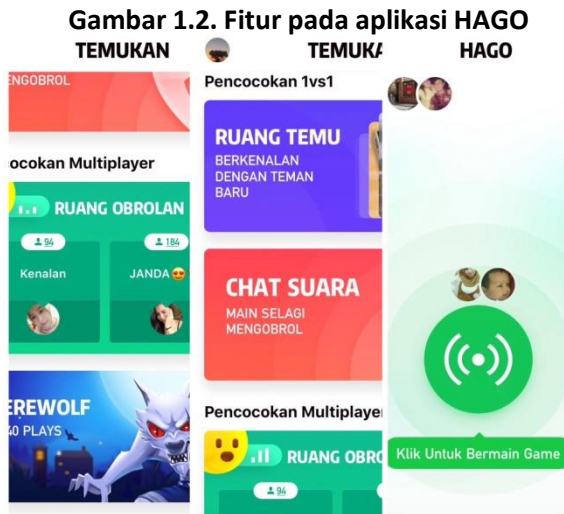 Gambar 1.2. Fitur pada aplikasi HAGO
TEMUKAN
ENGOBROL
ocokan Multiplayer
RUANG OBROLAN
94
184
Kenalan
JANDA😍
EREWOLF
40 PLAYS
TEMUKA
Pencocokan 1vs1
RUANG TEMU
BERKENALAN
DENGAN TEMAN
BARU
CHAT SUARA
MAIN SELAGI
MENGOBROL
Pencocokan Multiplaye
RUANG OBRO
94
HAGO
Klik Untuk Bermain Game